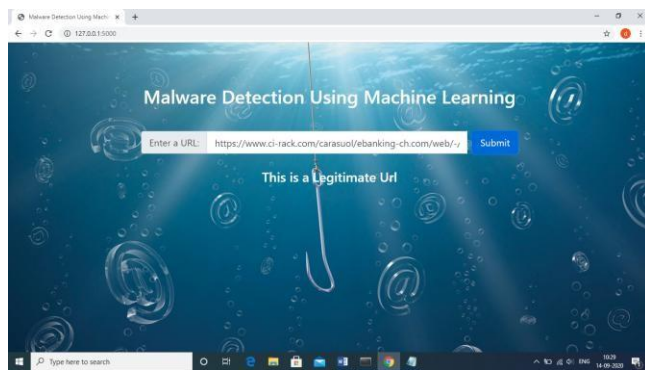 Malware Detection Using Machi
127.0.0.1:5000
Malware Detection Using Machine Learning
Enter a URL: https://www.ci-rack.com/carasuol/ebanking-ch.com/web/-/ Submit
This is a Legitimate Url
Type here to search
ENG
10:29
14-09-2020